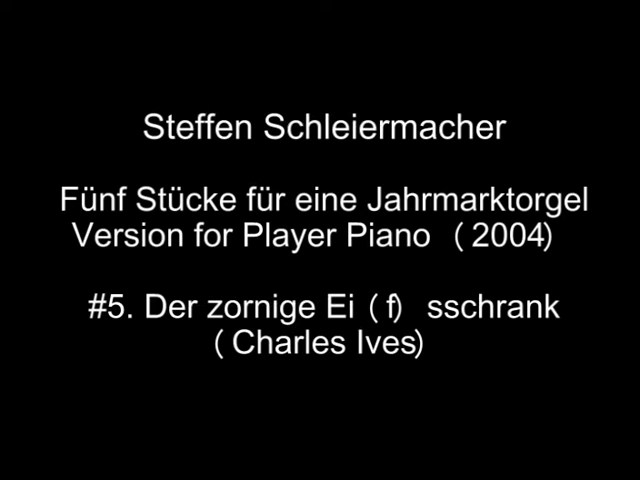 Steffen Schleiermacher
Fünf Stücke für eine Jahrmarktorgel
Version for Player Piano (2004)
#5. Der zornige Ei (f) sschrank
(Charles Ives)